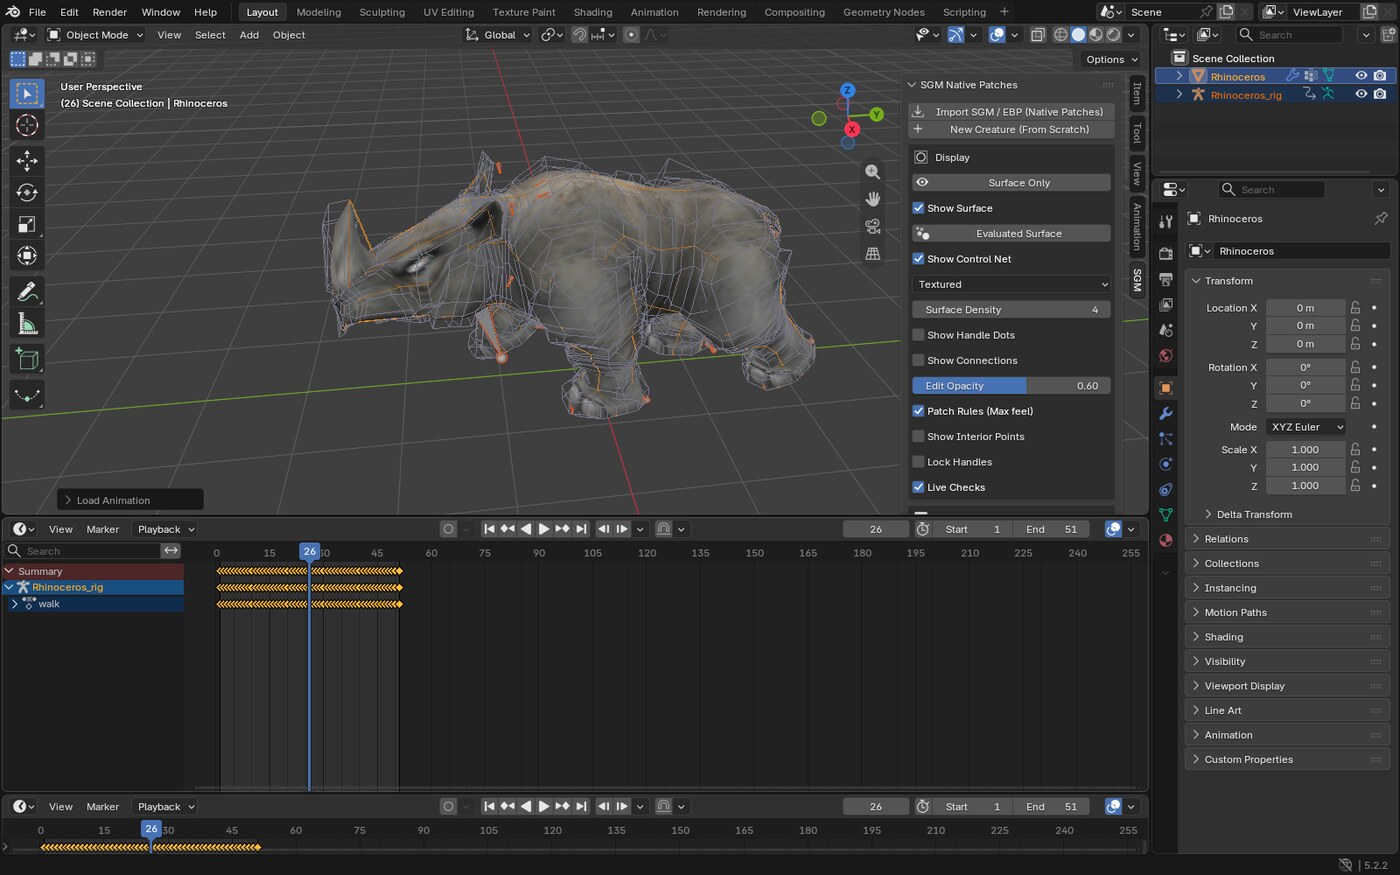 File Edit Render Window Help Layout Modeling Sculpting UV Editing Texture Paint Shading Animation Rendering Compositing Geometry Nodes Scripting + Scene ViewLayer
Object Mode View Select Add Object Global Search
Options
User Perspective
(26) Scene Collection | Rhinoceros
Z
Y
X
SGM Native Patches
Import SGM / EBP (Native Patches)
New Creature (From Scratch)
Display
Surface Only
Show Surface
Evaluated Surface
Show Control Net
Textured
Surface Density 4
Show Handle Dots
Show Connections
Edit Opacity 0.60
Patch Rules (Max feel)
Show Interior Points
Lock Handles
Live Checks
Item
Tool
View
Animation
SGM
Load Animation
Scene Collection
Rhinoceros
Rhinoceros_rig
Search
Rhinoceros
Rhinoceros
Transform
Location X 0 m
Y 0 m
Z 0 m
Rotation X 0°
Y 0°
Z 0°
Mode XYZ Euler
Scale X 1.000
Y 1.000
Z 1.000
Delta Transform
Relations
Collections
Instancing
Motion Paths
Shading
Visibility
Viewport Display
Line Art
Animation
Custom Properties
View Marker Playback 26 Start 1 End 51
Search 0 15 26 30 45 60 75 90 105 120 135 150 165 180 195 210 225 240 255
Summary
Rhinoceros_rig
walk
View Marker Playback 26 Start 1 End 51
0 15 26 30 45 60 75 90 105 120 135 150 165 180 195 210 225 240 255
5.2.2